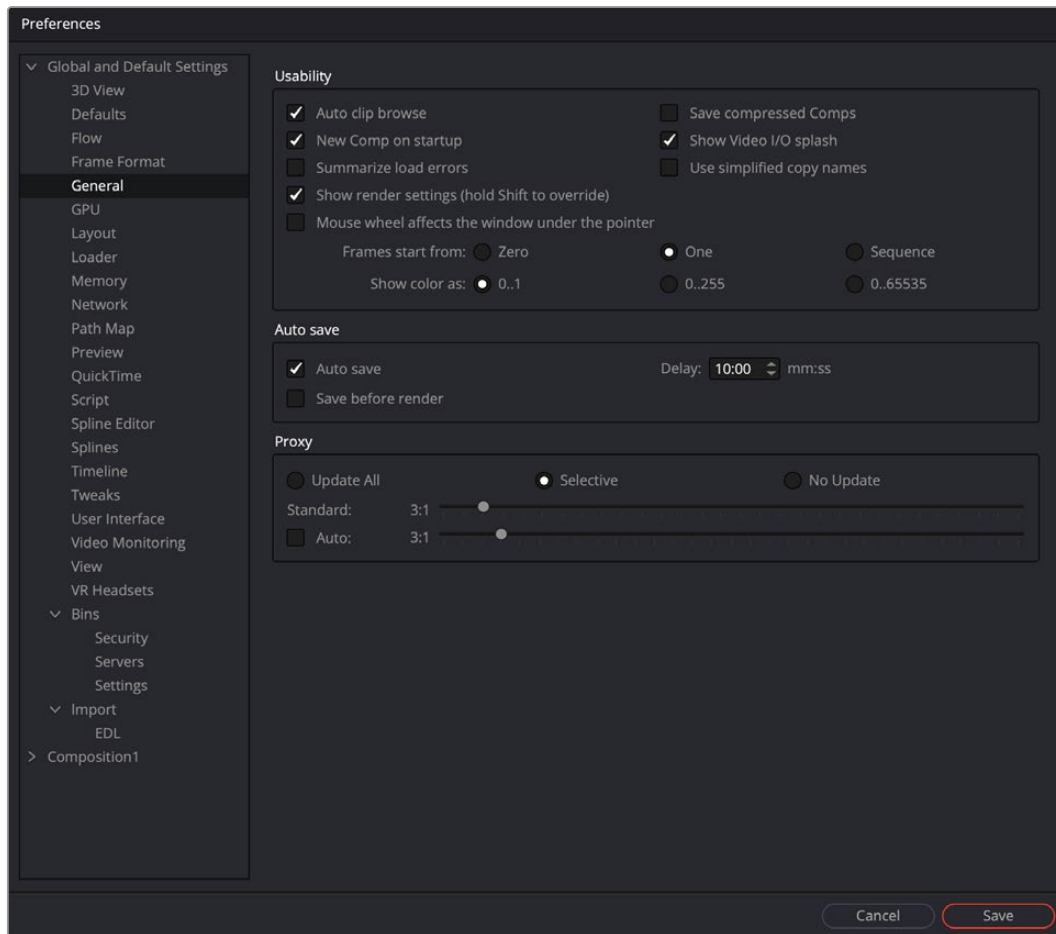 Preferences
Global and Default Settings
3D View
Defaults
Flow
Frame Format
General
GPU
Layout
Loader
Memory
Network
Path Map
Preview
QuickTime
Script
Spline Editor
Splines
Timeline
Tweaks
User Interface
Video Monitoring
View
VR Headsets
Bins
Security
Servers
Settings
Import
EDL
Composition1
Usability
Auto clip browse Save compressed Comps
New Comp on startup Show Video I/O splash
Summarize load errors Use simplified copy names
Show render settings (hold Shift to override)
Mouse wheel affects the window under the pointer
Frames start from: Zero One Sequence
Show color as: 0..1 0..255 0..65535
Auto save
Auto save Delay: 10:00 mm:ss
Save before render
Proxy
Update All Selective No Update
Standard: 3:1
Auto: 3:1
Cancel Save